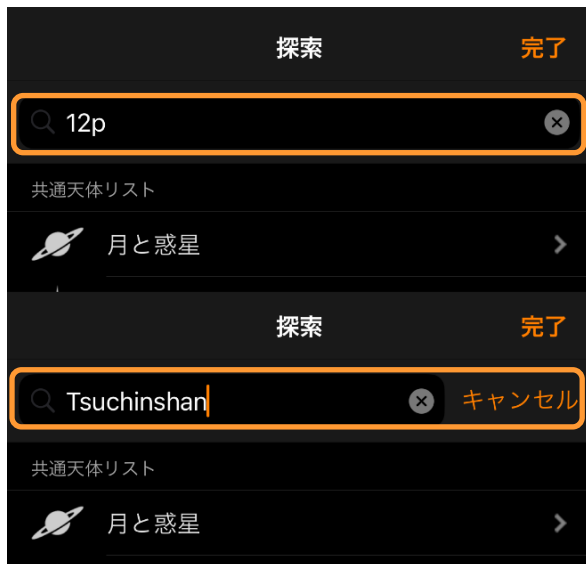 探索 完了
12p
共通天体リスト
月と惑星
探索 完了
Tsuchinshan キャンセル
共通天体リスト
月と惑星